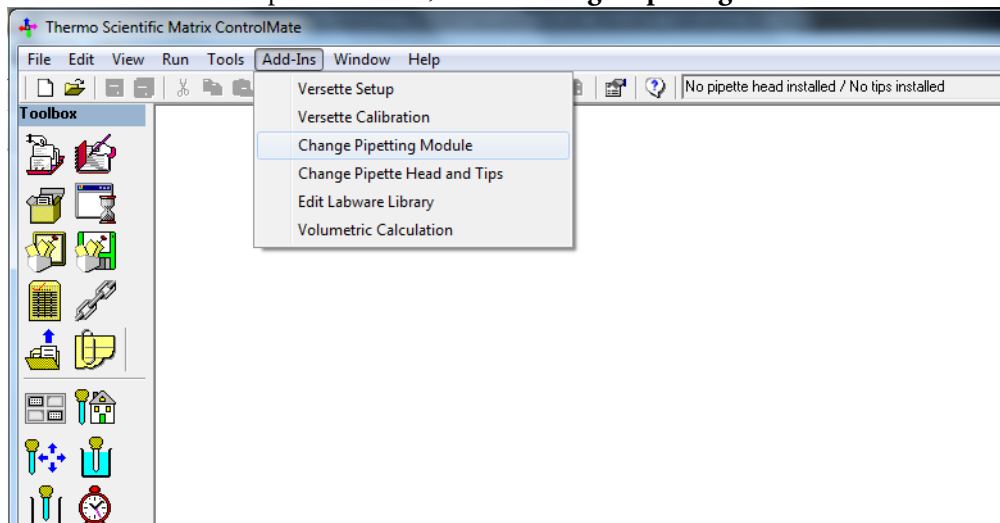 Thermo Scientific Matrix ControlMate
File Edit View Run Tools Add-Ins Window Help
No pipette head installed / No tips installed
Toolbox
Versette Setup
Versette Calibration
Change Pipetting Module
Change Pipette Head and Tips
Edit Labware Library
Volumetric Calculation